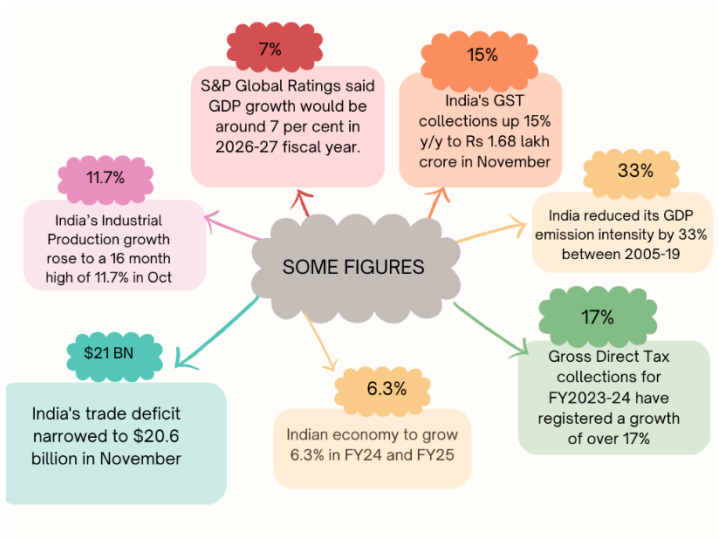 7%
S&P Global Ratings said
GDP growth would be
around 7 per cent in
2026-27 fiscal year.
15%
India's GST
collections up 15%
y/y to Rs 1.68 lakh
crore in November
11.7%
India's Industrial
Production growth
rose to a 16 month
high of 11.7% in Oct
33%
India reduced its GDP
emission intensity by 33%
between 2005-19
SOME FIGURES
$21 BN
India's trade deficit
narrowed to $20.6
billion in November
6.3%
Indian economy to grow
6.3% in FY24 and FY25
17%
Gross Direct Tax
collections for
FY2023-24 have
registered a growth
of over 17%